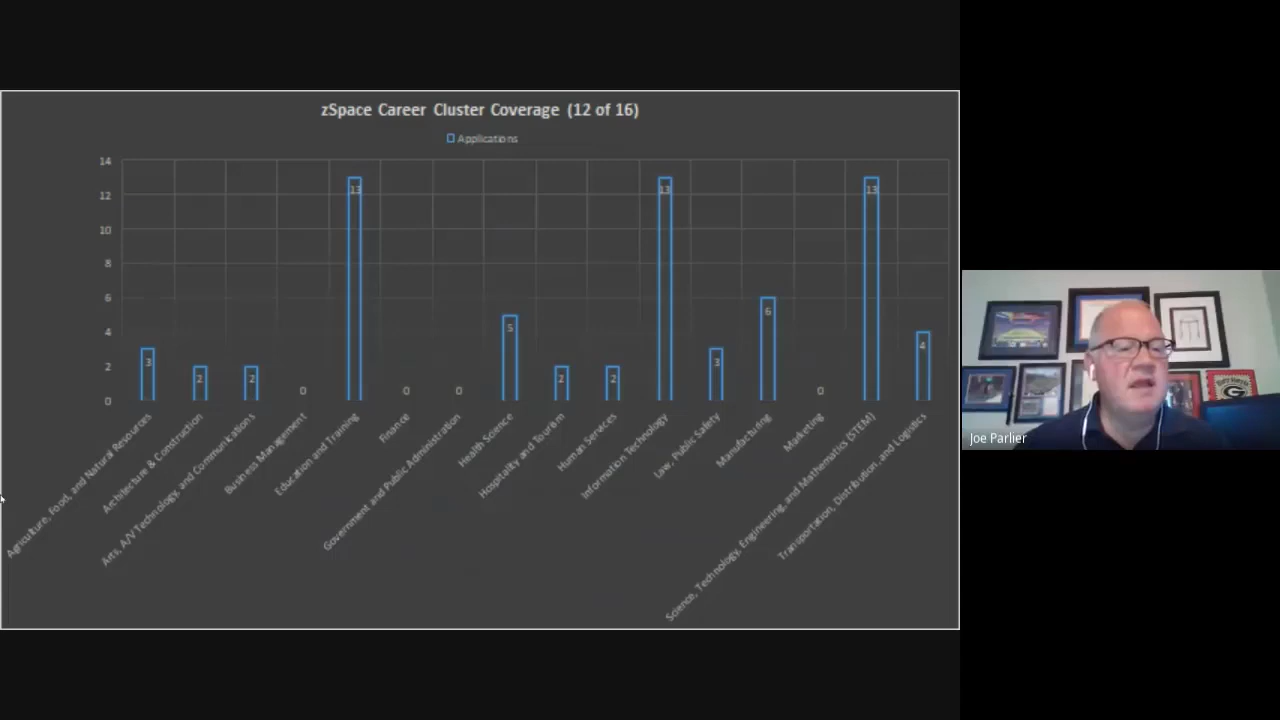 zSpace Career Cluster Coverage (12 of 16)
Applications
14
12
10
8
6
4
2
0
3
2
2
0
13
0
0
5
2
2
13
3
6
0
13
4
Agriculture, Food, and Natural Resources
Architecture & Construction
Arts, A/V Technology, and Communications
Business Management
Education and Training
Finance
Government and Public Administration
Health Science
Hospitality and Tourism
Human Services
Information Technology
Law, Public Safety
Manufacturing
Marketing
Science, Technology, Engineering, and Mathematics (STEM)
Transportation, Distribution, and Logistics
Joe Parlier